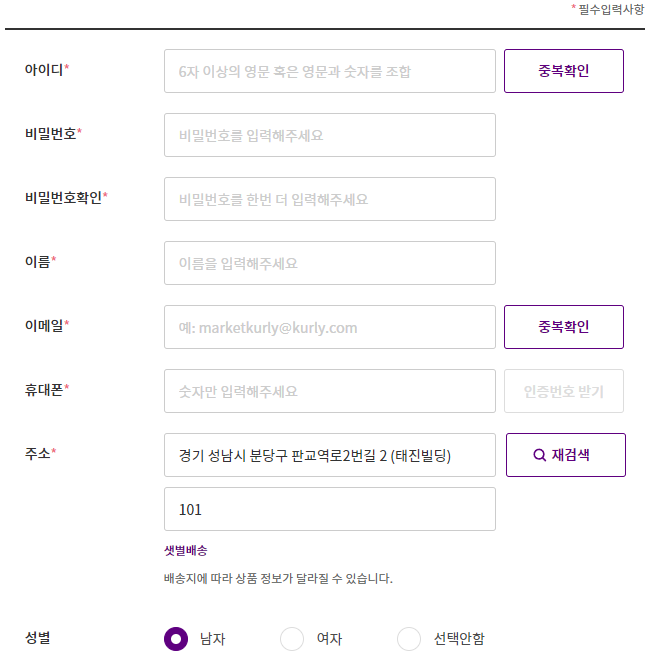 * 필수입력사항
아이디* 6자 이상의 영문 혹은 영문과 숫자를 조합 중복확인
비밀번호* 비밀번호를 입력해주세요
비밀번호확인* 비밀번호를 한번 더 입력해주세요
이름* 이름을 입력해주세요
이메일* 예: marketkurly@kurly.com 중복확인
휴대폰* 숫자만 입력해주세요 인증번호 받기
주소* 경기 성남시 분당구 판교역로2번길 2 (태진빌딩) 재검색
101
샛별배송
배송지에 따라 상품 정보가 달라질 수 있습니다.
성별 남자 여자 선택안함